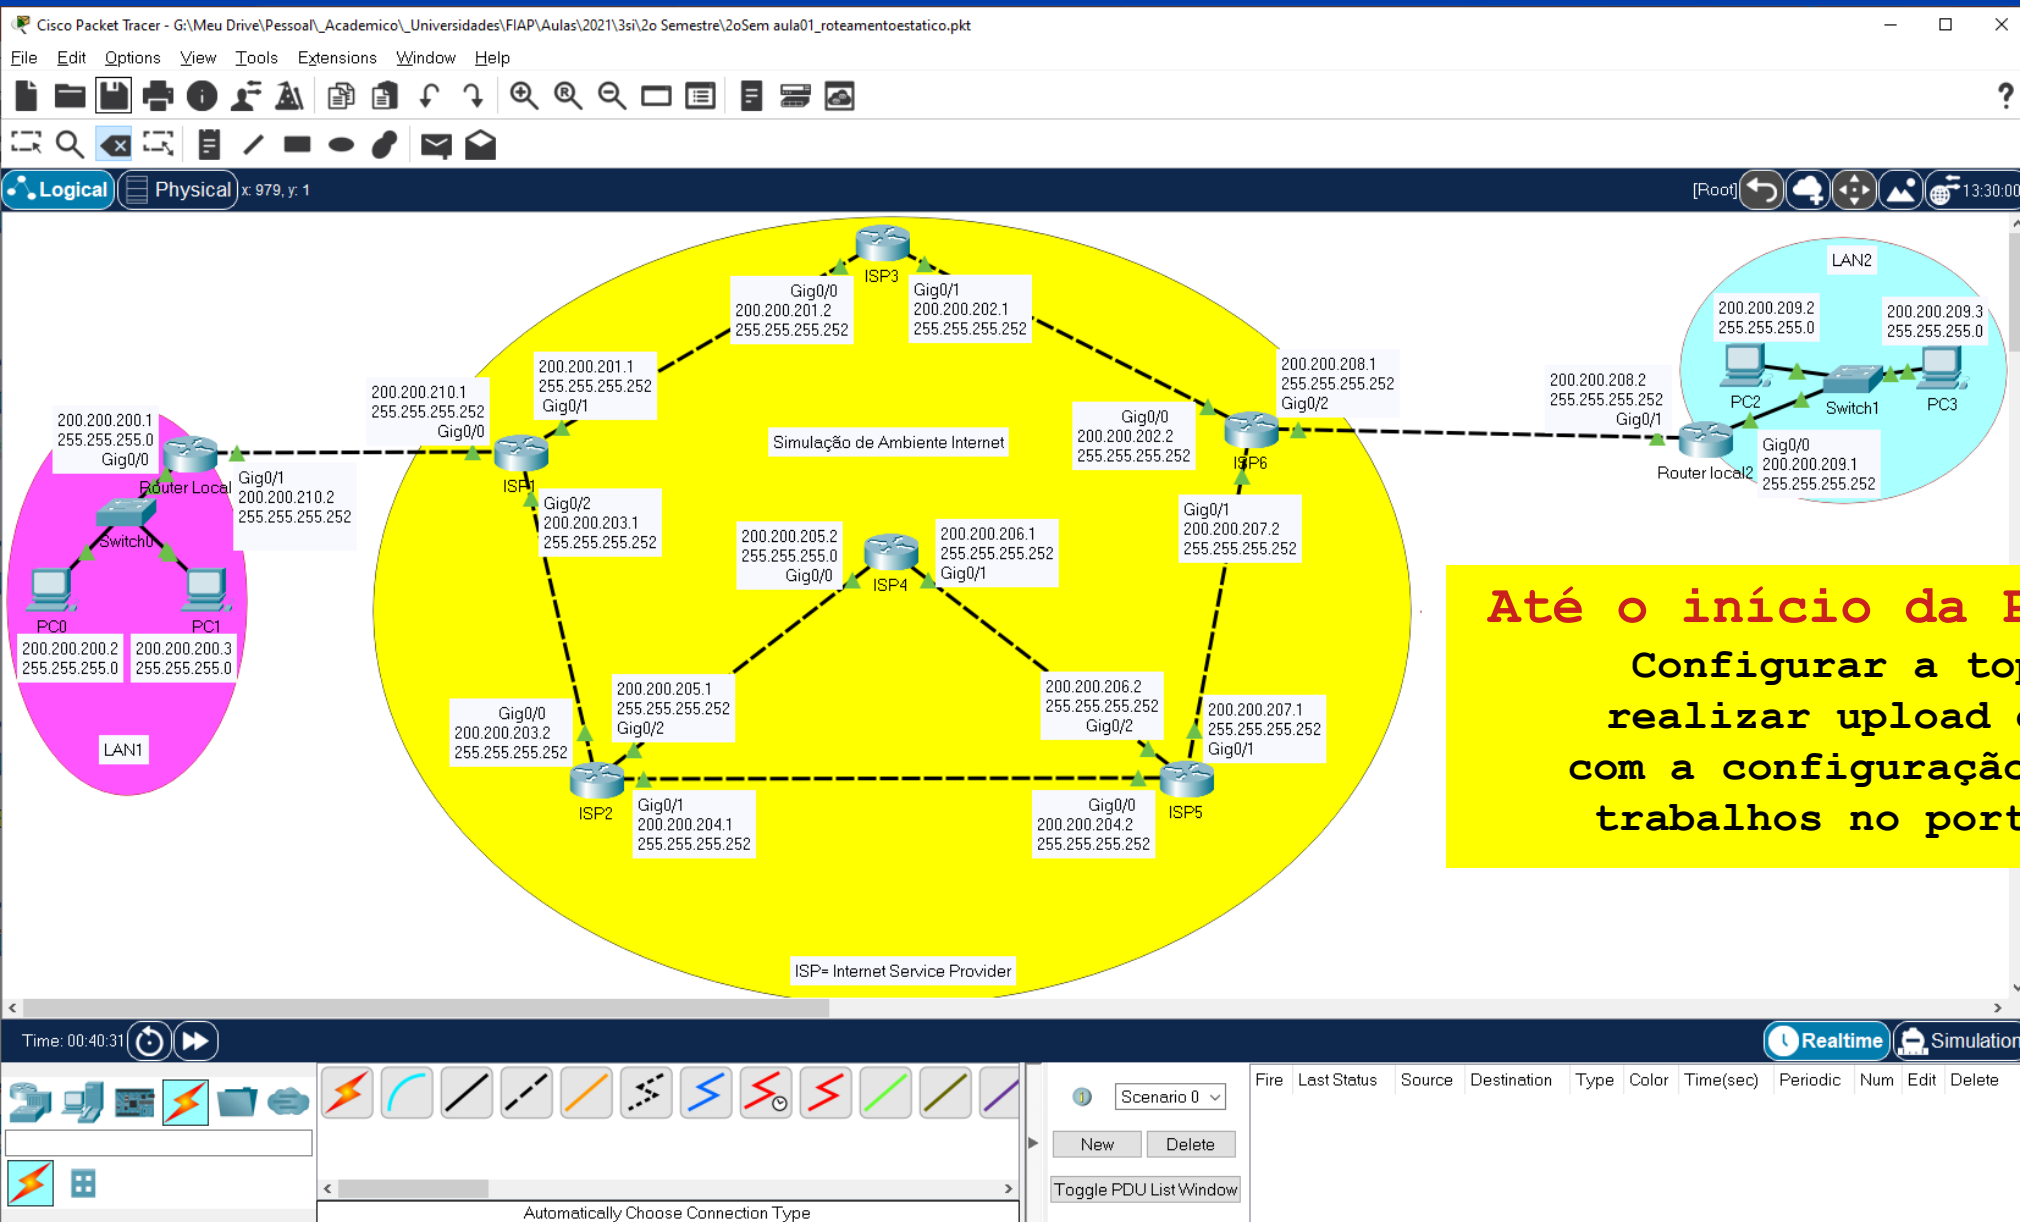 Cisco Packet Tracer - G:\Meu Drive\Pessoal\_Academico\_Universidades\FIAP\Aulas\2021\3si\2o Semestre\2oSem aula01_roteamentoestatico.pkt
File Edit Options View Tools Extensions Window Help
?
Logical Physical x: 979, y: 1
[Root] 13:30:00
ISP3
Gig0/0
200.200.201.2
255.255.255.252
Gig0/1
200.200.202.1
255.255.255.252
LAN2
200.200.209.2
255.255.255.0
200.200.209.3
255.255.255.0
PC2
Switch1
PC3
200.200.201.1
255.255.255.252
Gig0/1
200.200.210.1
255.255.255.252
Gig0/0
200.200.208.1
255.255.255.252
Gig0/2
200.200.208.2
255.255.255.252
Gig0/1
200.200.200.1
255.255.255.0
Gig0/0
Gig0/0
200.200.202.2
255.255.255.252
Simulação de Ambiente Internet
ISP6
Router local2
Gig0/0
200.200.209.1
255.255.255.252
Router Local
Gig0/1
200.200.210.2
255.255.255.252
ISP1
Gig0/2
200.200.203.1
255.255.255.252
Switch0
200.200.205.2
255.255.255.0
Gig0/0
200.200.206.1
255.255.255.252
Gig0/1
ISP4
Gig0/1
200.200.207.2
255.255.255.252
PC0
PC1
200.200.200.2
255.255.255.0
200.200.200.3
255.255.255.0
LAN1
Até o início da
Configurar a
realizar upload
com a configuração
trabalhos no
200.200.205.1
255.255.255.252
Gig0/2
Gig0/0
200.200.203.2
255.255.255.252
200.200.206.2
255.255.255.252
Gig0/2
200.200.207.1
255.255.255.252
Gig0/1
ISP2
Gig0/1
200.200.204.1
255.255.255.252
Gig0/0
200.200.204.2
255.255.255.252
ISP5
ISP= Internet Service Provider
Time: 00:40:31
Realtime Simulation
Scenario 0
Fire Last Status Source Destination Type Color Time(sec) Periodic Num Edit Delete
New Delete
Toggle PDU List Window
Automatically Choose Connection Type